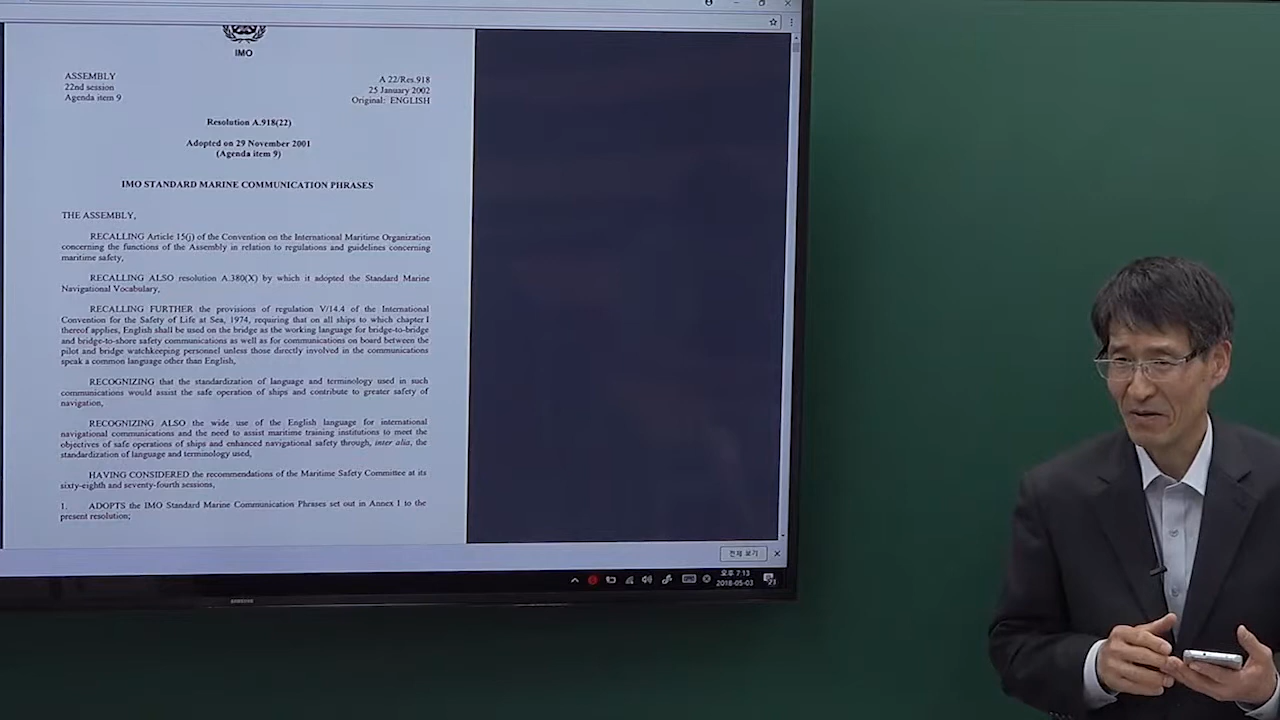 IMO
ASSEMBLY
22nd session
Agenda item 9
A 22/Res.918
25 January 2002
Original: ENGLISH
Resolution A.918(22)
Adopted on 29 November 2001
(Agenda item 9)
IMO STANDARD MARINE COMMUNICATION PHRASES
THE ASSEMBLY,
RECALLING Article 15(j) of the Convention on the International Maritime Organization
concerning the functions of the Assembly in relation to regulations and guidelines concerning
maritime safety,
RECALLING ALSO resolution A.380(X) by which it adopted the Standard Marine
Navigational Vocabulary,
RECALLING FURTHER the provisions of regulation V/14.4 of the International
Convention for the Safety of Life at Sea, 1974, requiring that on all ships to which chapter I
thereof applies, English shall be used on the bridge as the working language for bridge-to-bridge
and bridge-to-shore safety communications as well as for communications on board between the
pilot and bridge watchkeeping personnel unless those directly involved in the communications
speak a common language other than English,
RECOGNIZING that the standardization of language and terminology used in such
communications would assist the safe operation of ships and contribute to greater safety of
navigation,
RECOGNIZING ALSO the wide use of the English language for international
navigational communications and the need to assist maritime training institutions to meet the
objectives of safe operations of ships and enhanced navigational safety through, inter alia, the
standardization of language and terminology used,
HAVING CONSIDERED the recommendations of the Maritime Safety Committee at its
sixty-eighth and seventy-fourth sessions,
1. ADOPTS the IMO Standard Marine Communication Phrases set out in Annex 1 to the
present resolution;
전체 보기
오후 7:13
2018-05-03
SAMSUNG